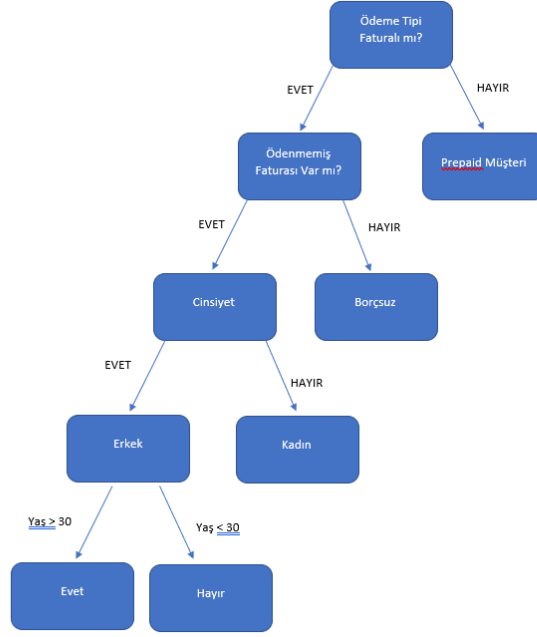 Ödeme Tipi
Faturalı mı?
EVET
HAYIR
Ödenmemiş
Faturası Var mı?
Prepaid Müşteri
EVET
HAYIR
Cinsiyet
Borçsuz
EVET
HAYIR
Erkek
Kadın
Yaş > 30
Yaş < 30
Evet
Hayır